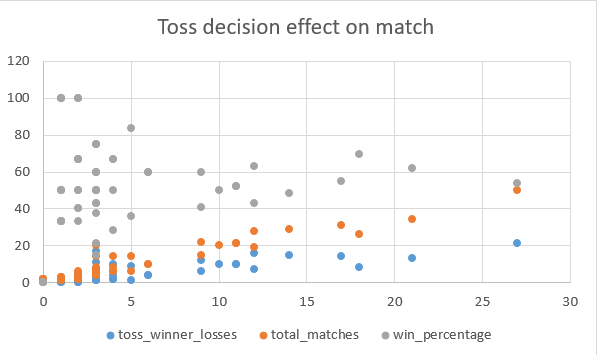 Toss decision effect on match
120
100
80
60
40
20
0
0 5 10 15 20 25 30
toss_winner_losses total_matches win_percentage